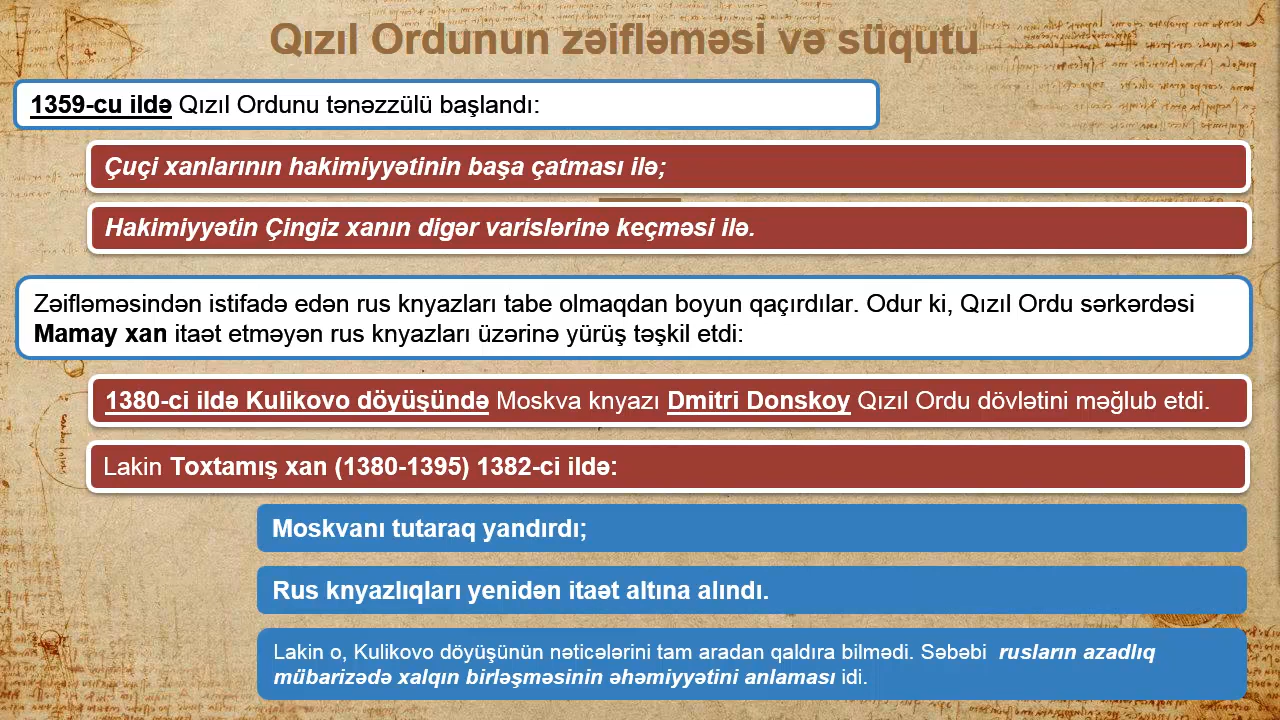 Qızıl Ordunun zəifləməsi və süqutu
1359-cu ildə Qızıl Ordunu tənəzzülü başlandı:
Çuçi xanlarının hakimiyyətinin başa çatması ilə;
Hakimiyyətin Çingiz xanın digər varislərinə keçməsi ilə.
Zəifləməsindən istifadə edən rus knyazları tabe olmaqdan boyun qaçırdılar. Odur ki, Qızıl Ordu sərkərdəsi
Mamay xan itaət etməyən rus knyazları üzərinə yürüş təşkil etdi:
1380-ci ildə Kulikovo döyüşündə Moskva knyazı Dmitri Donskoy Qızıl Ordu dövlətini məğlub etdi.
Lakin Toxtamış xan (1380-1395) 1382-ci ildə:
Moskvanı tutaraq yandırdı;
Rus knyazlıqları yenidən itaət altına alındı.
Lakin o, Kulikovo döyüşünün nəticələrini tam aradan qaldıra bilmədi. Səbəbi rusların azadlıq
mübarizədə xalqın birləşməsinin əhəmiyyətini anlaması idi.